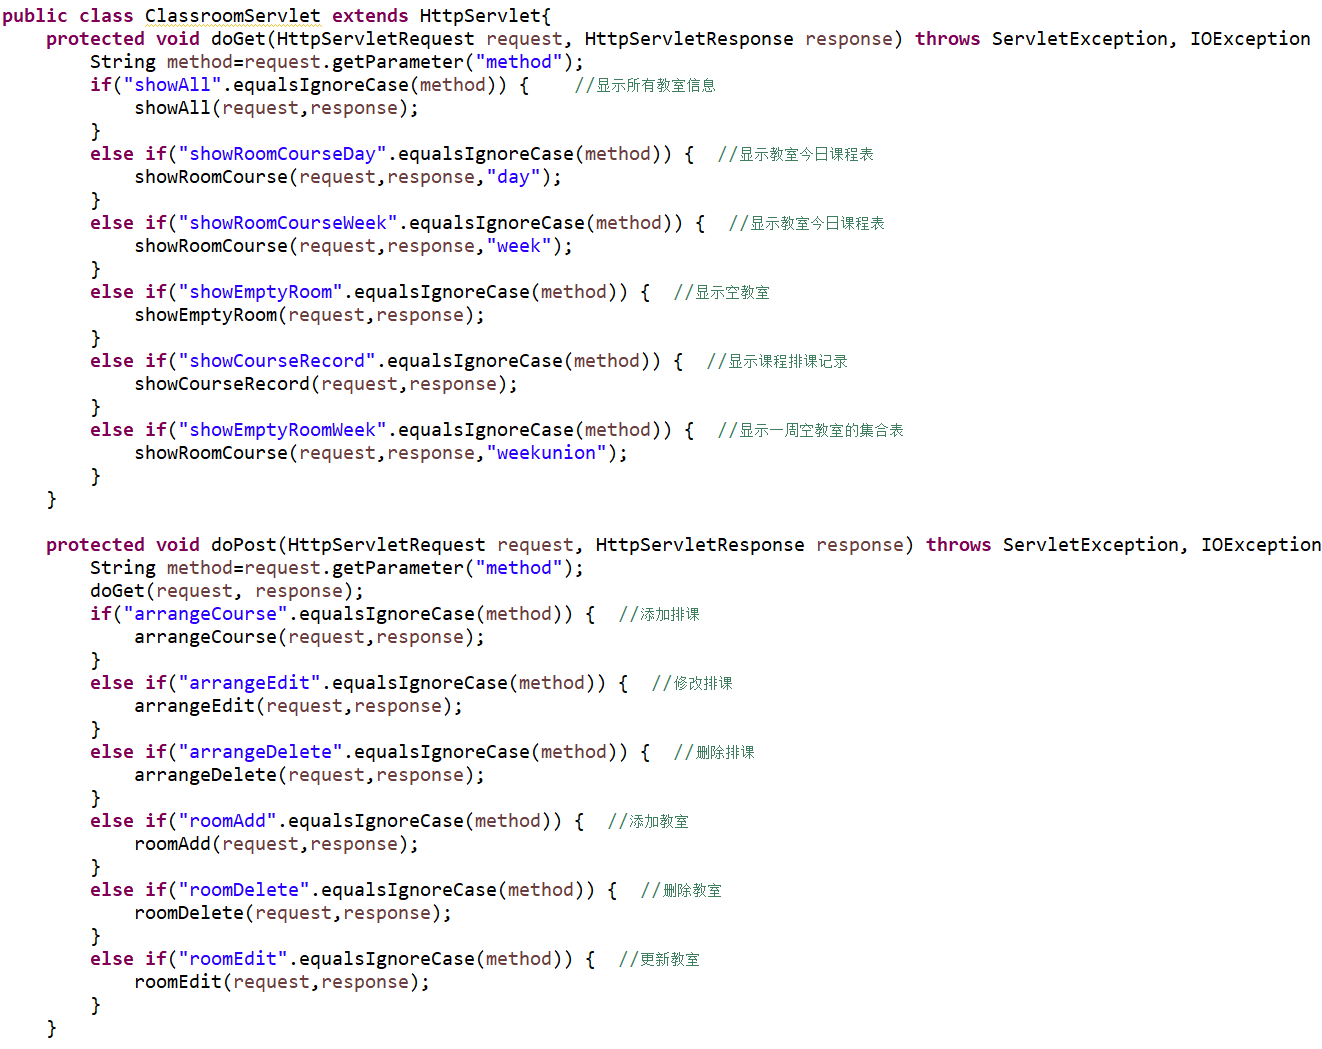 public class ClassroomServlet extends HttpServlet{
    protected void doGet(HttpServletRequest request, HttpServletResponse response) throws ServletException, IOException
        String method=request.getParameter("method");
        if("showAll".equalsIgnoreCase(method)) {    //显示所有教室信息
            showAll(request,response);
        }
        else if("showRoomCourseDay".equalsIgnoreCase(method)) {  //显示教室今日课程表
            showRoomCourse(request,response,"day");
        }
        else if("showRoomCourseWeek".equalsIgnoreCase(method)) {  //显示教室今日课程表
            showRoomCourse(request,response,"week");
        }
        else if("showEmptyRoom".equalsIgnoreCase(method)) {  //显示空教室
            showEmptyRoom(request,response);
        }
        else if("showCourseRecord".equalsIgnoreCase(method)) {  //显示课程排课记录
            showCourseRecord(request,response);
        }
        else if("showEmptyRoomWeek".equalsIgnoreCase(method)) {  //显示一周空教室的集合表
            showRoomCourse(request,response,"weekunion");
        }
    }
    protected void doPost(HttpServletRequest request, HttpServletResponse response) throws ServletException, IOException
        String method=request.getParameter("method");
        doGet(request, response);
        if("arrangeCourse".equalsIgnoreCase(method)) {  //添加排课
            arrangeCourse(request,response);
        }
        else if("arrangeEdit".equalsIgnoreCase(method)) {  //修改排课
            arrangeEdit(request,response);
        }
        else if("arrangeDelete".equalsIgnoreCase(method)) {  //删除排课
            arrangeDelete(request,response);
        }
        else if("roomAdd".equalsIgnoreCase(method)) {  //添加教室
            roomAdd(request,response);
        }
        else if("roomDelete".equalsIgnoreCase(method)) {  //删除教室
            roomDelete(request,response);
        }
        else if("roomEdit".equalsIgnoreCase(method)) {  //更新教室
            roomEdit(request,response);
        }
    }